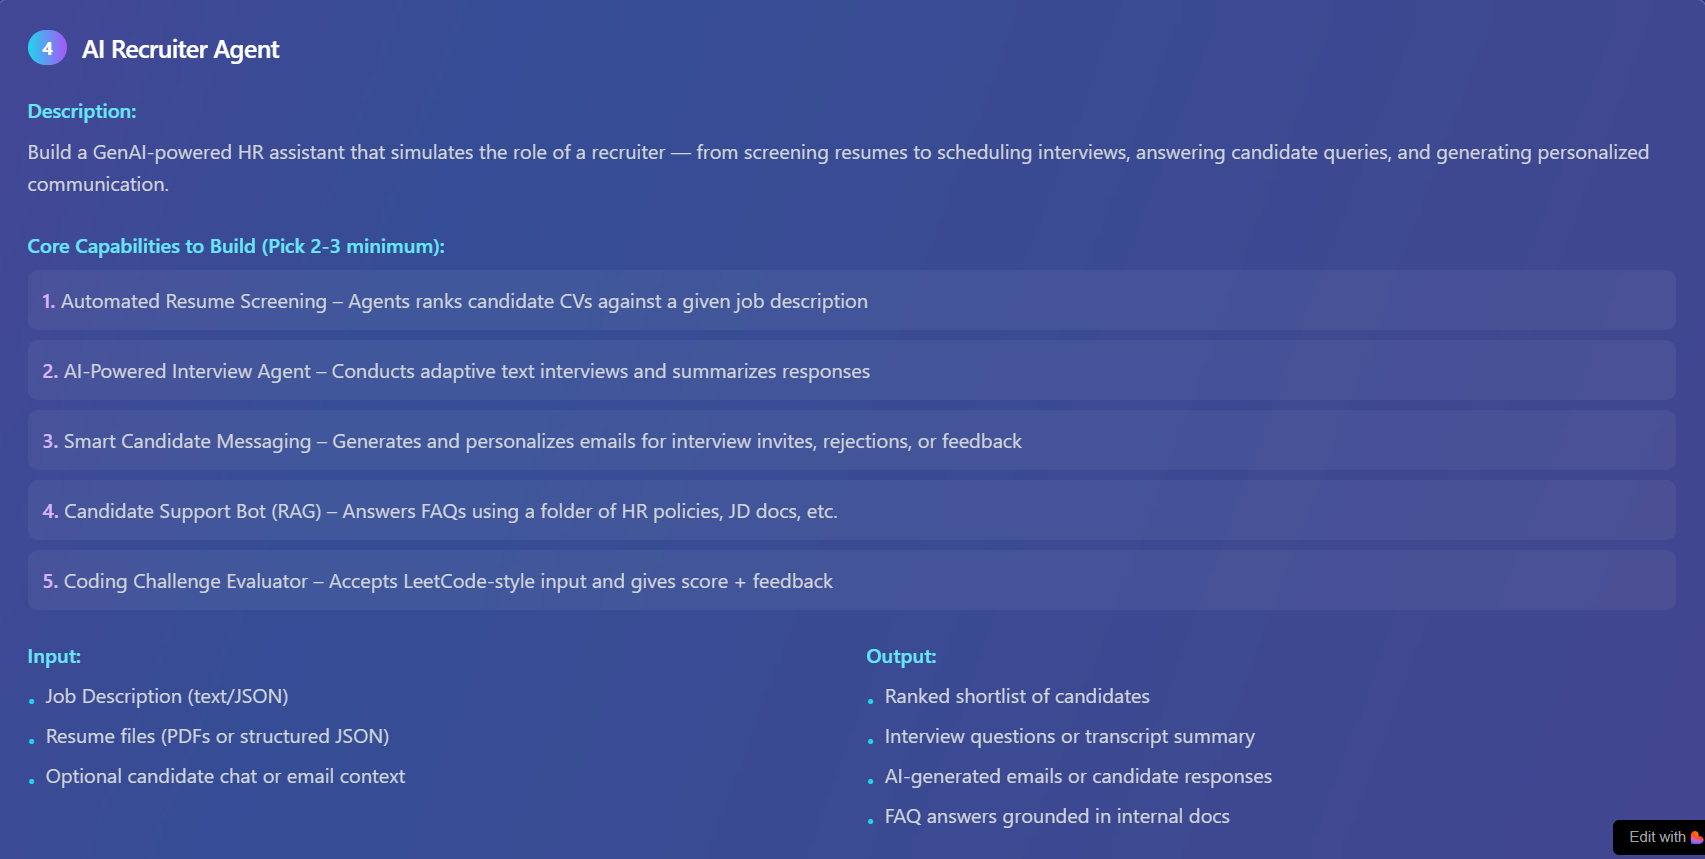 4 AI Recruiter Agent
Description:
Build a GenAI-powered HR assistant that simulates the role of a recruiter — from screening resumes to scheduling interviews, answering candidate queries, and generating personalized
communication.
Core Capabilities to Build (Pick 2-3 minimum):
1. Automated Resume Screening – Agents ranks candidate CVs against a given job description
2. AI-Powered Interview Agent – Conducts adaptive text interviews and summarizes responses
3. Smart Candidate Messaging – Generates and personalizes emails for interview invites, rejections, or feedback
4. Candidate Support Bot (RAG) – Answers FAQs using a folder of HR policies, JD docs, etc.
5. Coding Challenge Evaluator – Accepts LeetCode-style input and gives score + feedback
Input:
• Job Description (text/JSON)
• Resume files (PDFs or structured JSON)
• Optional candidate chat or email context
Output:
• Ranked shortlist of candidates
• Interview questions or transcript summary
• AI-generated emails or candidate responses
• FAQ answers grounded in internal docs
Edit with